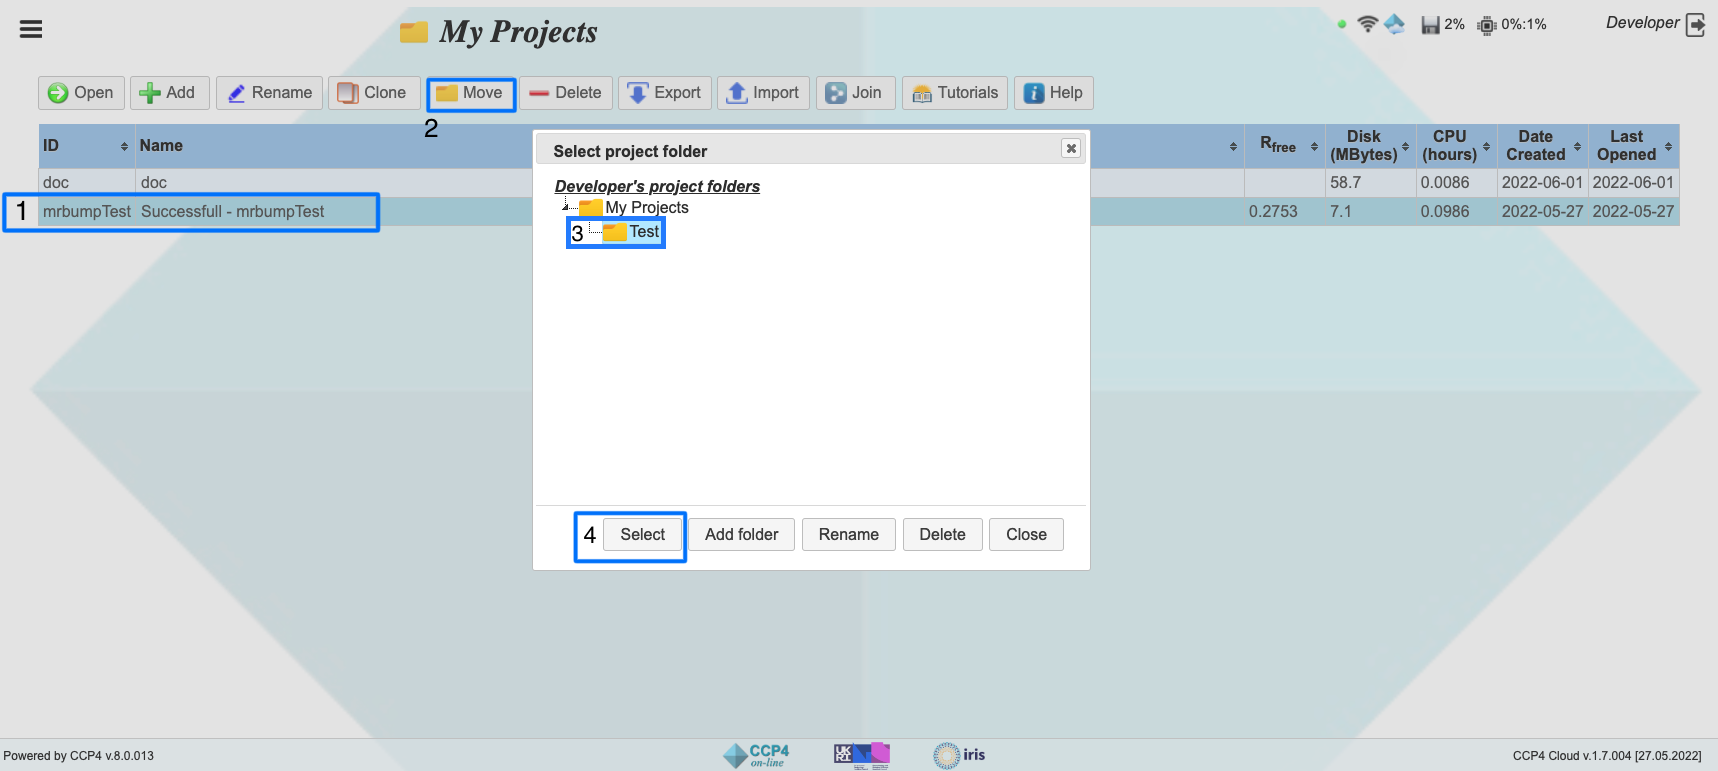 My Projects
2%
0%:1%
Developer
Open
Add
Rename
Clone
Move
Delete
Export
Import
Join
Tutorials
Help
2
ID
Name
Rfree
Disk
(MBytes)
CPU
(hours)
Date
Created
Last
Opened
doc
doc
58.7
0.0086
2022-06-01
2022-06-01
1
mrbumpTest
Successfull - mrbumpTest
0.2753
7.1
0.0986
2022-05-27
2022-05-27
Select project folder
Developer's project folders
My Projects
3
Test
4
Select
Add folder
Rename
Delete
Close
Powered by CCP4 v.8.0.013
CCP4
on-line
UK
RI
iris
CCP4 Cloud v.1.7.004 [27.05.2022]